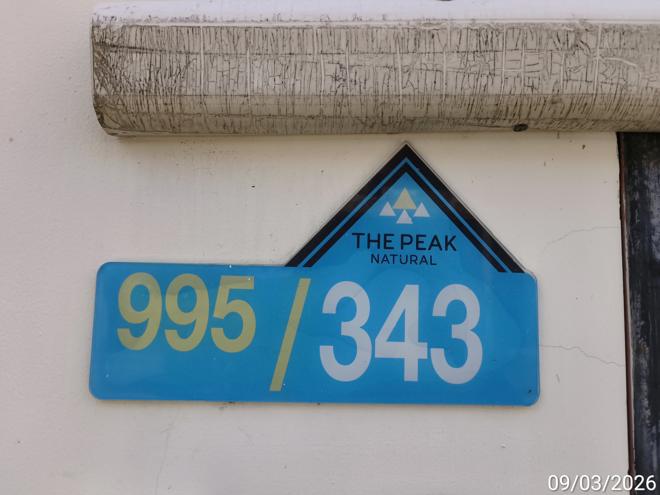 THE PEAK
NATURAL
995/343
09/03/2026